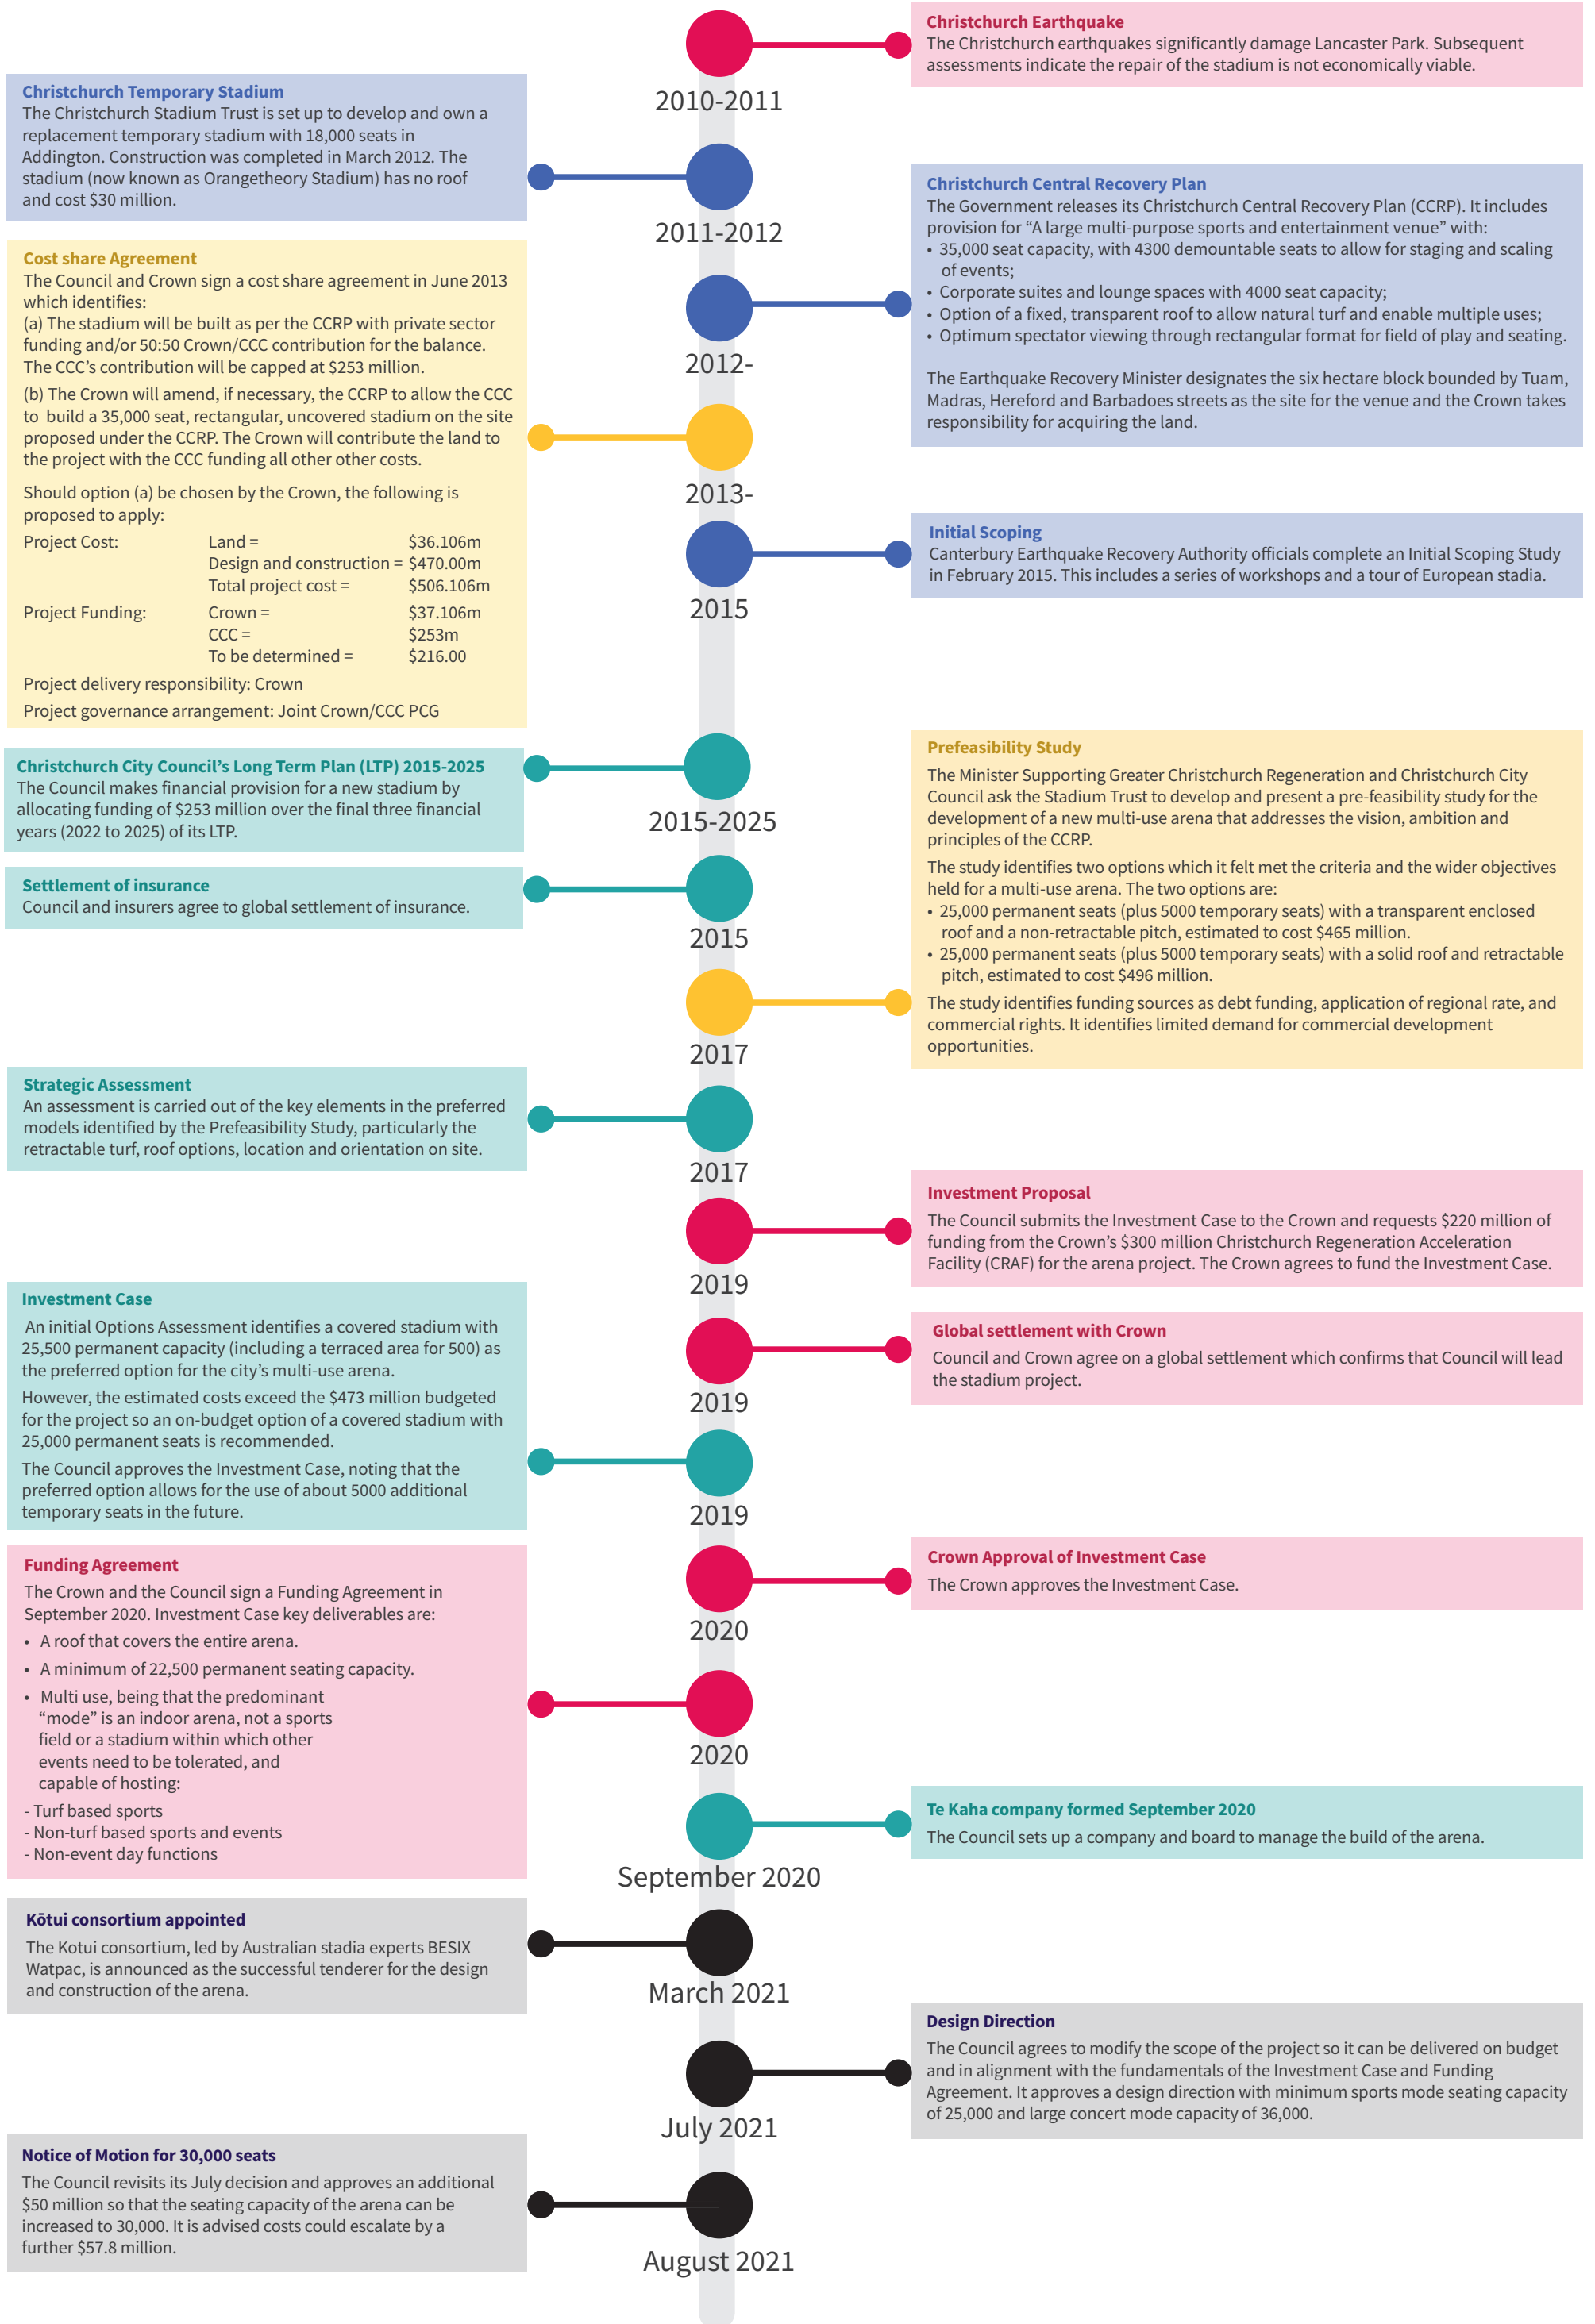 Christchurch Earthquake
The Christchurch earthquakes significantly damage Lancaster Park. Subsequent
assessments indicate the repair of the stadium is not economically viable.
2010-2011
Christchurch Temporary Stadium
The Christchurch Stadium Trust is set up to develop and own a
replacement temporary stadium with 18,000 seats in
Addington. Construction was completed in March 2012. The
stadium (now known as Orangetheory Stadium) has no roof
and cost $30 million.
2011-2012
Christchurch Central Recovery Plan
The Government releases its Christchurch Central Recovery Plan (CCRP). It includes
provision for “A large multi-purpose sports and entertainment venue” with:
• 35,000 seat capacity, with 4300 demountable seats to allow for staging and scaling
of events;
• Corporate suites and lounge spaces with 4000 seat capacity;
• Option of a fixed, transparent roof to allow natural turf and enable multiple uses;
• Optimum spectator viewing through rectangular format for field of play and seating.
The Earthquake Recovery Minister designates the six hectare block bounded by Tuam,
Madras, Hereford and Barbadoes streets as the site for the venue and the Crown takes
responsibility for acquiring the land.
2012-
Cost share Agreement
The Council and Crown sign a cost share agreement in June 2013
which identifies:
(a) The stadium will be built as per the CCRP with private sector
funding and/or 50:50 Crown/CCC contribution for the balance.
The CCC’s contribution will be capped at $253 million.
(b) The Crown will amend, if necessary, the CCRP to allow the CCC
to build a 35,000 seat, rectangular, uncovered stadium on the site
proposed under the CCRP. The Crown will contribute the land to
the project with the CCC funding all other other costs.
Should option (a) be chosen by the Crown, the following is
proposed to apply:
Project Cost: Land = $36.106m
Design and construction = $470.00m
Total project cost = $506.106m
Project Funding: Crown = $37.106m
CCC = $253m
To be determined = $216.00
Project delivery responsibility: Crown
Project governance arrangement: Joint Crown/CCC PCG
2013-
Initial Scoping
Canterbury Earthquake Recovery Authority officials complete an Initial Scoping Study
in February 2015. This includes a series of workshops and a tour of European stadia.
2015
Christchurch City Council’s Long Term Plan (LTP) 2015-2025
The Council makes financial provision for a new stadium by
allocating funding of $253 million over the final three financial
years (2022 to 2025) of its LTP.
2015-2025
Settlement of insurance
Council and insurers agree to global settlement of insurance.
2015
Prefeasibility Study
The Minister Supporting Greater Christchurch Regeneration and Christchurch City
Council ask the Stadium Trust to develop and present a pre-feasibility study for the
development of a new multi-use arena that addresses the vision, ambition and
principles of the CCRP.
The study identifies two options which it felt met the criteria and the wider objectives
held for a multi-use arena. The two options are:
• 25,000 permanent seats (plus 5000 temporary seats) with a transparent enclosed
roof and a non-retractable pitch, estimated to cost $465 million.
• 25,000 permanent seats (plus 5000 temporary seats) with a solid roof and retractable
pitch, estimated to cost $496 million.
The study identifies funding sources as debt funding, application of regional rate, and
commercial rights. It identifies limited demand for commercial development
opportunities.
2017
Strategic Assessment
An assessment is carried out of the key elements in the preferred
models identified by the Prefeasibility Study, particularly the
retractable turf, roof options, location and orientation on site.
2017
Investment Proposal
The Council submits the Investment Case to the Crown and requests $220 million of
funding from the Crown’s $300 million Christchurch Regeneration Acceleration
Facility (CRAF) for the arena project. The Crown agrees to fund the Investment Case.
2019
Global settlement with Crown
Council and Crown agree on a global settlement which confirms that Council will lead
the stadium project.
2019
Investment Case
An initial Options Assessment identifies a covered stadium with
25,500 permanent capacity (including a terraced area for 500) as
the preferred option for the city’s multi-use arena.
However, the estimated costs exceed the $473 million budgeted
for the project so an on-budget option of a covered stadium with
25,000 permanent seats is recommended.
The Council approves the Investment Case, noting that the
preferred option allows for the use of about 5000 additional
temporary seats in the future.
2019
Crown Approval of Investment Case
The Crown approves the Investment Case.
2020
Funding Agreement
The Crown and the Council sign a Funding Agreement in
September 2020. Investment Case key deliverables are:
• A roof that covers the entire arena.
• A minimum of 22,500 permanent seating capacity.
• Multi use, being that the predominant
“mode” is an indoor arena, not a sports
field or a stadium within which other
events need to be tolerated, and
capable of hosting:
- Turf based sports
- Non-turf based sports and events
- Non-event day functions
2020
Te Kaha company formed September 2020
The Council sets up a company and board to manage the build of the arena.
September 2020
Kōtui consortium appointed
The Kotui consortium, led by Australian stadia experts BESIX
Watpac, is announced as the successful tenderer for the design
and construction of the arena.
March 2021
Design Direction
The Council agrees to modify the scope of the project so it can be delivered on budget
and in alignment with the fundamentals of the Investment Case and Funding
Agreement. It approves a design direction with minimum sports mode seating capacity
of 25,000 and large concert mode capacity of 36,000.
July 2021
Notice of Motion for 30,000 seats
The Council revisits its July decision and approves an additional
$50 million so that the seating capacity of the arena can be
increased to 30,000. It is advised costs could escalate by a
further $57.8 million.
August 2021